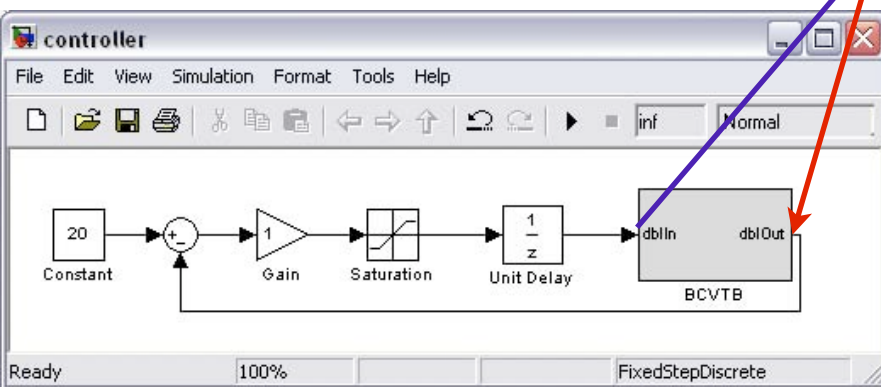 controller
File Edit View Simulation Format Tools Help
inf Normal
20
+
-
1
1
z
dblIn dblOut
Constant
Gain
Saturation
Unit Delay
BCVTB
Ready 100% FixedStepDiscrete